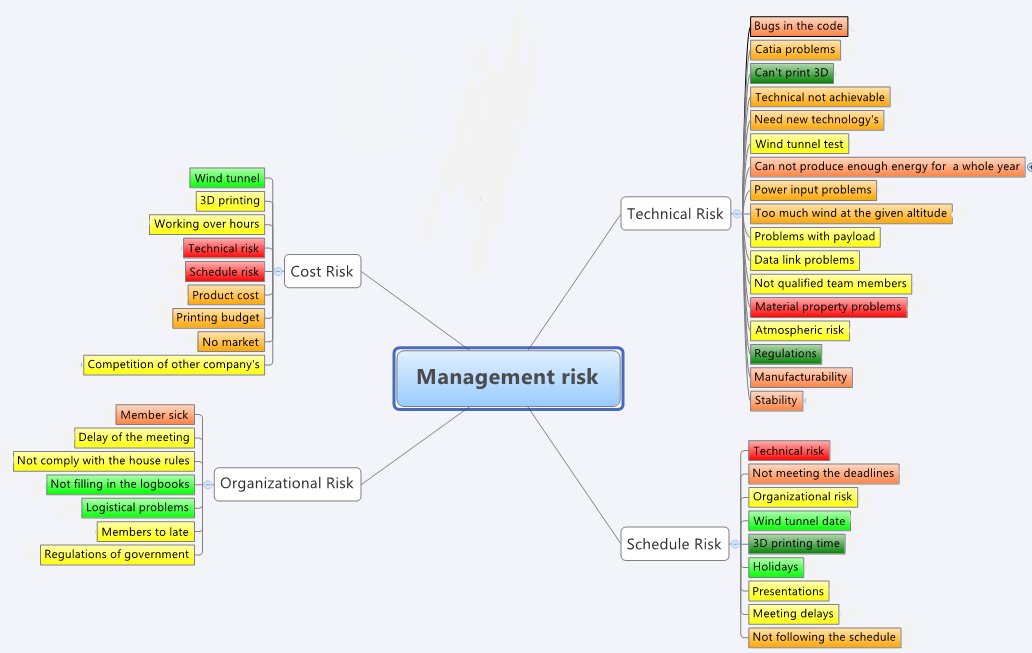 Management risk
Technical Risk
Bugs in the code
Catia problems
Can't print 3D
Technical not achievable
Need new technology's
Wind tunnel test
Can not produce enough energy for  a whole year
Power input problems
Too much wind at the given altitude
Problems with payload
Data link problems
Not qualified team members
Material property problems
Atmospheric risk
Regulations
Manufacturability
Stability
Schedule Risk
Technical risk
Not meeting the deadlines
Organizational risk
Wind tunnel date
3D printing time
Holidays
Presentations
Meeting delays
Not following the schedule
Cost Risk
Wind tunnel
3D printing
Working over hours
Technical risk
Schedule risk
Product cost
Printing budget
No market
Competition of other company's
Organizational Risk
Member sick
Delay of the meeting
Not comply with the house rules
Not filling in the logbooks
Logistical problems
Members to late
Regulations of government